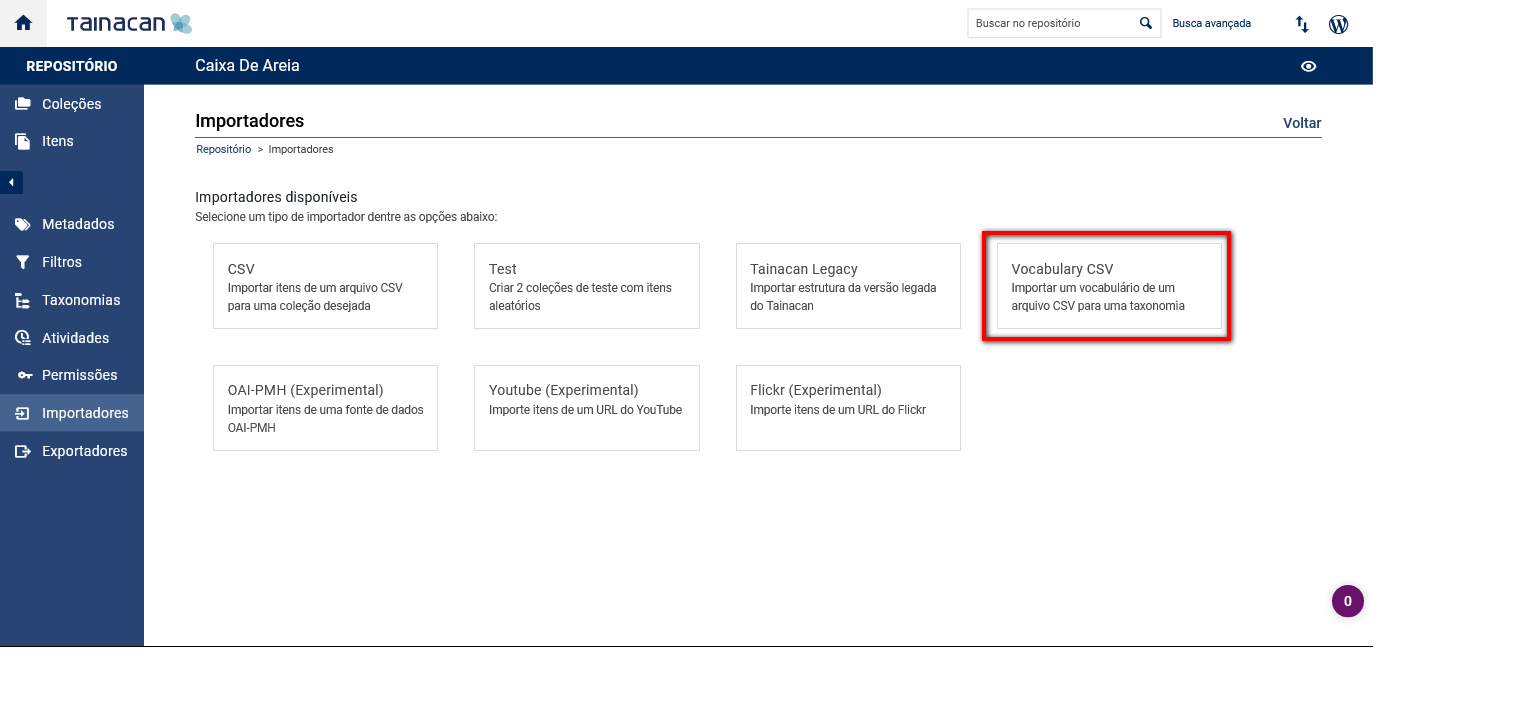 Tainacan
Buscar no repositório
Busca avançada
REPOSITÓRIO
Caixa De Areia
Coleções
Itens
Metadados
Filtros
Taxonomias
Atividades
Permissões
Importadores
Exportadores
Importadores
Voltar
Repositório > Importadores
Importadores disponíveis
Selecione um tipo de importador dentre as opções abaixo:
CSV
Importar itens de um arquivo CSV
para uma coleção desejada
Test
Criar 2 coleções de teste com itens
aleatórios
Tainacan Legacy
Importar estrutura da versão legada
do Tainacan
Vocabulary CSV
Importar um vocabulário de um
arquivo CSV para uma taxonomia
OAI-PMH (Experimental)
Importar itens de uma fonte de dados
OAI-PMH
Youtube (Experimental)
Importe itens de um URL do YouTube
Flickr (Experimental)
Importe itens de um URL do Flickr
0